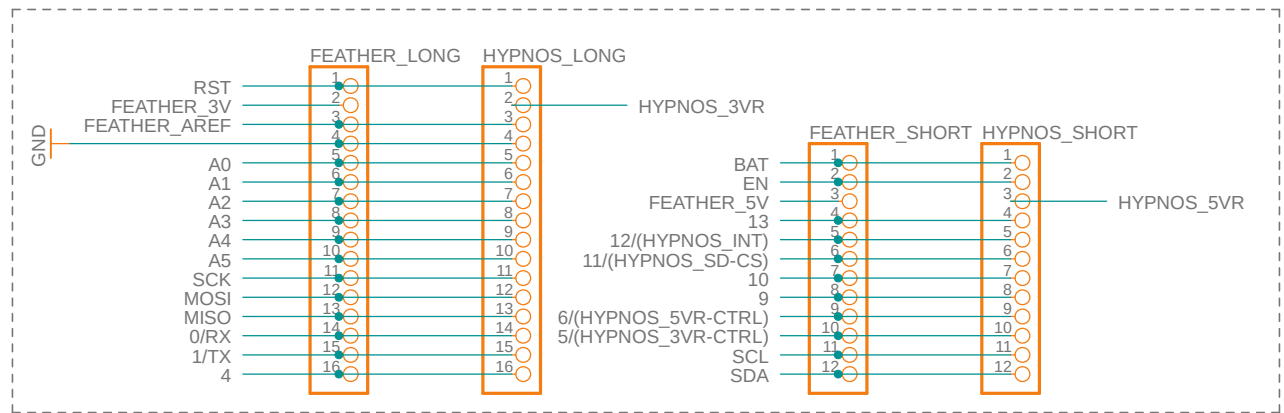 FEATHER_LONG HYPNOS_LONG
RST 1 1
FEATHER_3V 2 2 HYPNOS_3VR
FEATHER_AREF 3 3
GND 4 4
A0 5 5
A1 6 6
A2 7 7
A3 8 8
A4 9 9
A5 10 10
SCK 11 11
MOSI 12 12
MISO 13 13
0/RX 14 14
1/TX 15 15
4 16 16
FEATHER_SHORT HYPNOS_SHORT
BAT 1 1
EN 2 2
FEATHER_5V 3 3 HYPNOS_5VR
13 4 4
12/(HYPNOS_INT) 5 5
11/(HYPNOS_SD-CS) 6 6
10 7 7
9 8 8
6/(HYPNOS_5VR-CTRL) 9 9
5/(HYPNOS_3VR-CTRL) 10 10
SCL 11 11
SDA 12 12